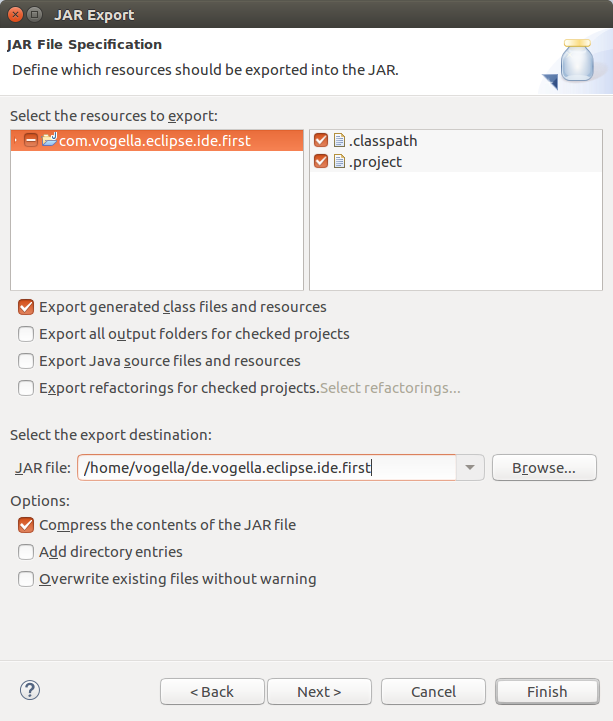 JAR Export
JAR File Specification
Define which resources should be exported into the JAR.
Select the resources to export:
com.vogella.eclipse.ide.first
.classpath
.project
Export generated class files and resources
Export all output folders for checked projects
Export Java source files and resources
Export refactorings for checked projects. Select refactorings...
Select the export destination:
JAR file: /home/vogella/de.vogella.eclipse.ide.first Browse...
Options:
Compress the contents of the JAR file
Add directory entries
Overwrite existing files without warning
? < Back Next > Cancel Finish